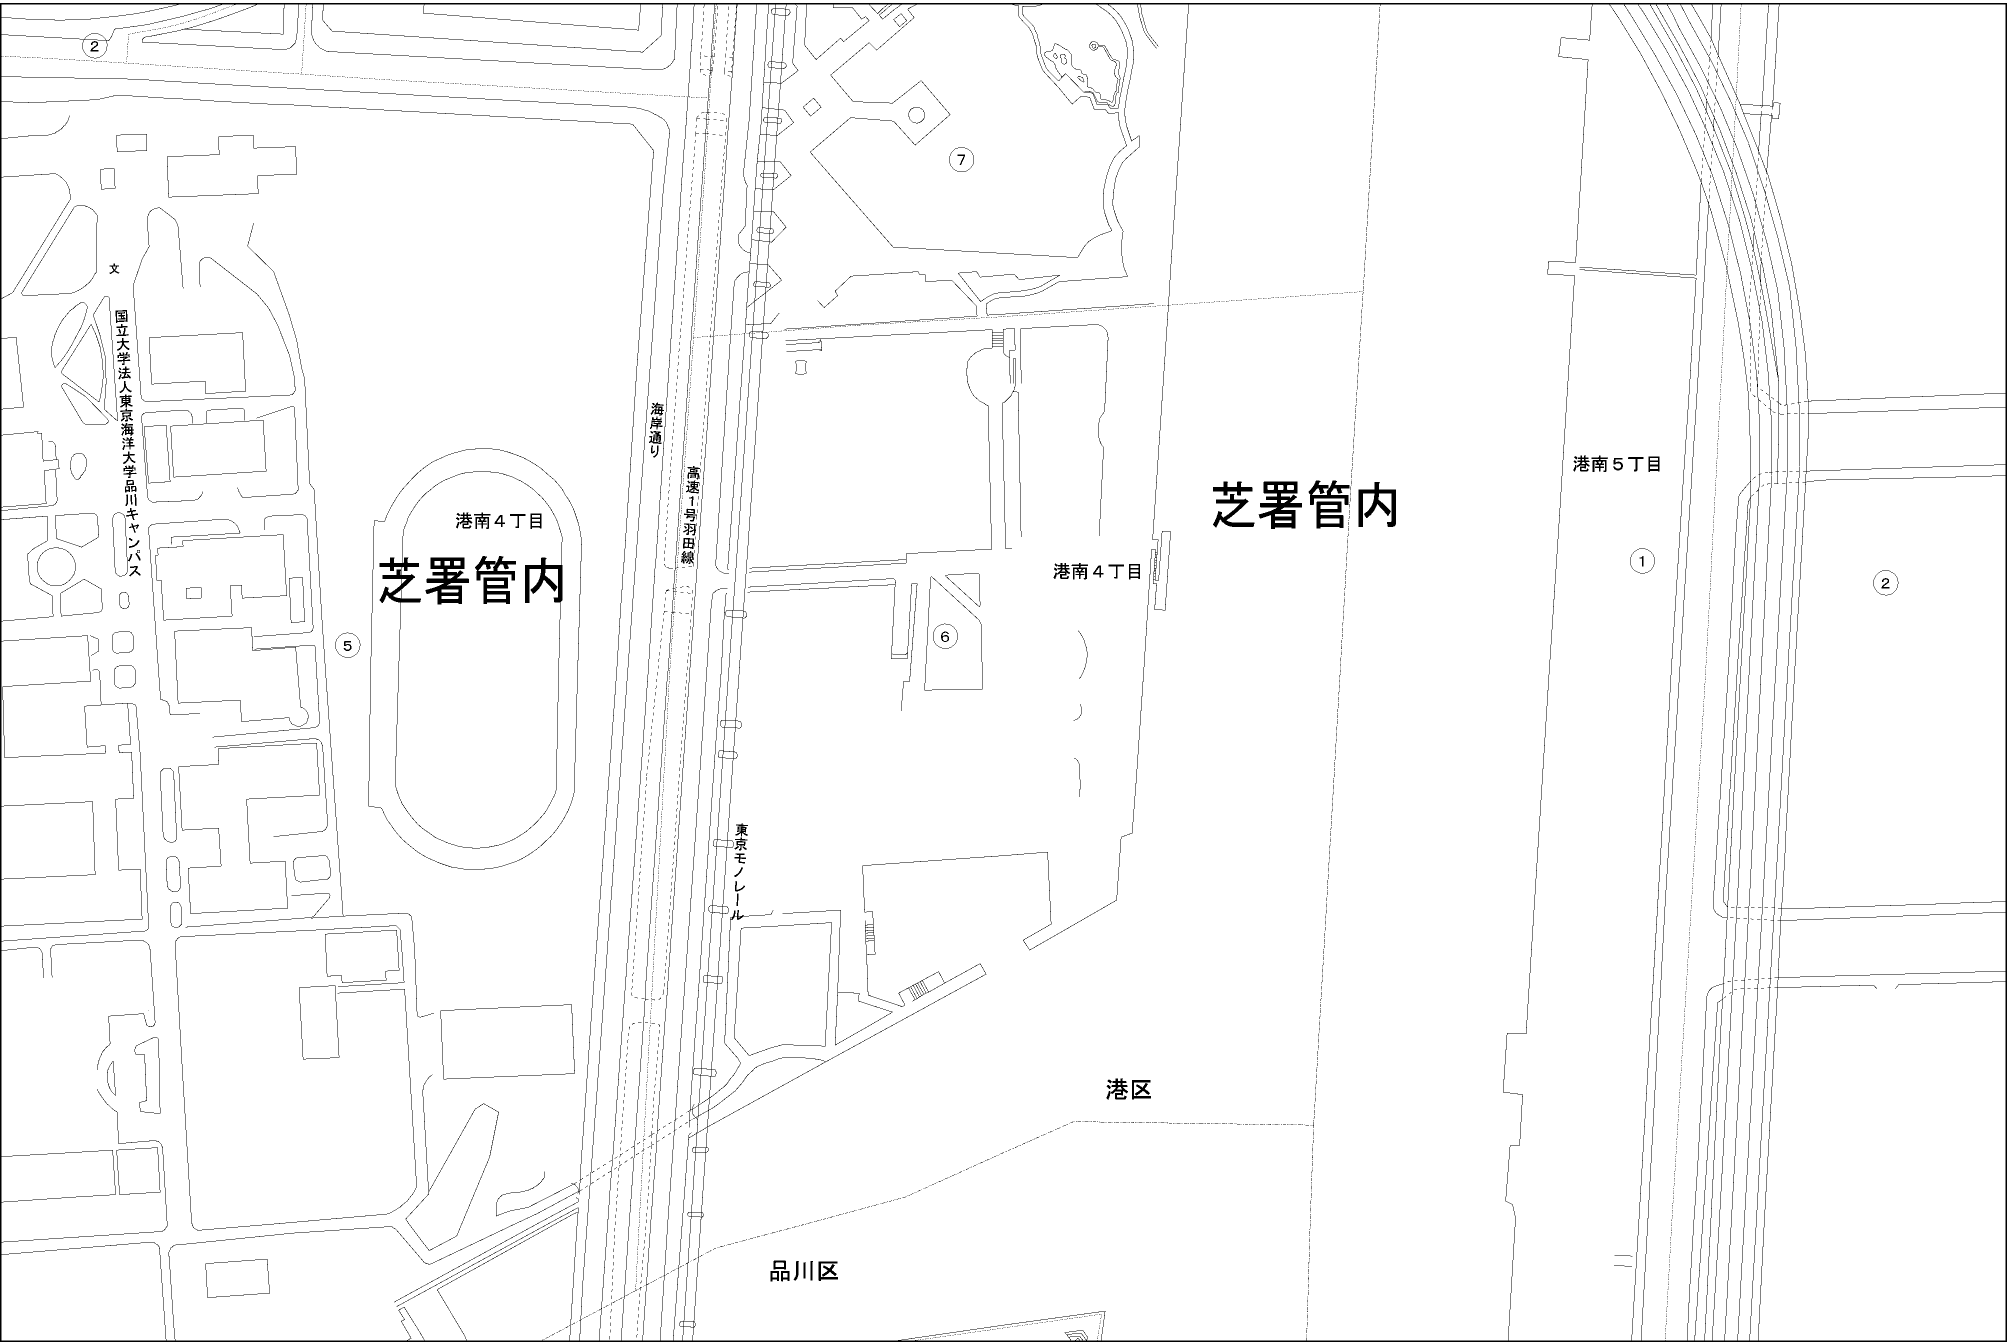 ②
⑦
文
国立大学法人東京海洋大学品川キャンパス
海岸通り
高速１号羽田線
港南４丁目
芝署管内
港南５丁目
芝署管内
港南４丁目
①
②
⑤
⑥
東京モノレール
港区
品川区